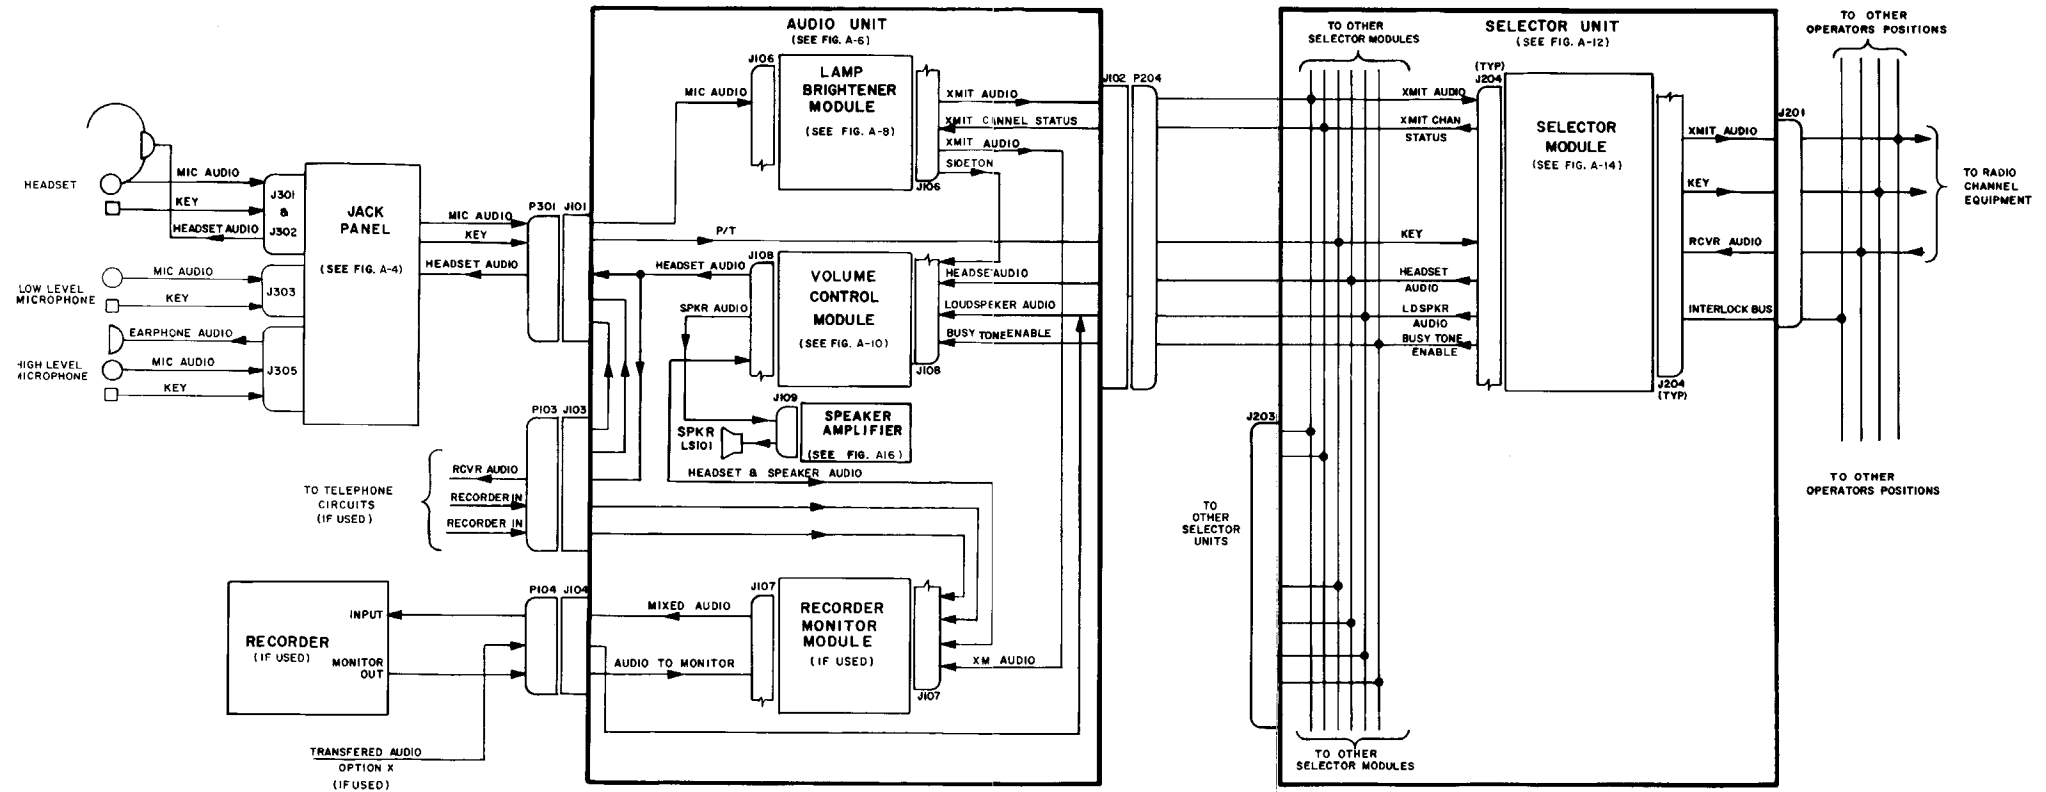 HEADSET
MIC AUDIO
KEY
HEADSET AUDIO
J301
&
J302
LOW LEVEL
MICROPHONE
MIC AUDIO
KEY
J303
HIGH LEVEL
MICROPHONE
EARPHONE AUDIO
MIC AUDIO
KEY
J305
JACK
PANEL
(SEE FIG. A-4)
MIC AUDIO
KEY
HEADSET AUDIO
P301 J101
P103 J103
TO TELEPHONE
CIRCUITS
(IF USED)
RCVR AUDIO
RECORDER IN
RECORDER IN
RECORDER
(IF USED)
INPUT
MONITOR
OUT
P104 J104
TRANSFERED AUDIO
OPTION X
(IF USED)
AUDIO UNIT
(SEE FIG. A-6)
J106
MIC AUDIO
LAMP
BRIGHTENER
MODULE
(SEE FIG. A-8)
XMIT AUDIO
XMIT CINNEL STATUS
XMIT AUDIO
SIDETON
J106
P/T
J108
HEADSET AUDIO
SPKR AUDIO
VOLUME
CONTROL
MODULE
(SEE FIG. A-10)
HEADSE AUDIO
LOUDSPEKER AUDIO
BUSY TONE ENABLE
J108
J109
SPKR
LS101
SPEAKER
AMPLIFIER
(SEE FIG. A16)
HEADSET & SPEAKER AUDIO
J107
MIXED AUDIO
AUDIO TO MONITOR
RECORDER
MONITOR
MODULE
(IF USED)
XM AUDIO
J107
J102 P204
SELECTOR UNIT
(SEE FIG. A-12)
TO OTHER
SELECTOR MODULES
(TYP)
J204
XMIT AUDIO
XMIT CHAN
STATUS
KEY
HEADSET
AUDIO
LDSPKR
AUDIO
BUSY TONE
ENABLE
SELECTOR
MODULE
(SEE FIG. A-14)
J204
(TYP)
XMIT AUDIO
KEY
RCVR AUDIO
INTERLOCK BUS
J201
J203
TO
OTHER
SELECTOR
UNITS
TO OTHER
SELECTOR MODULES
TO OTHER
OPERATORS POSITIONS
TO RADIO
CHANNEL
EQUIPMENT
TO OTHER
OPERATORS POSITIONS